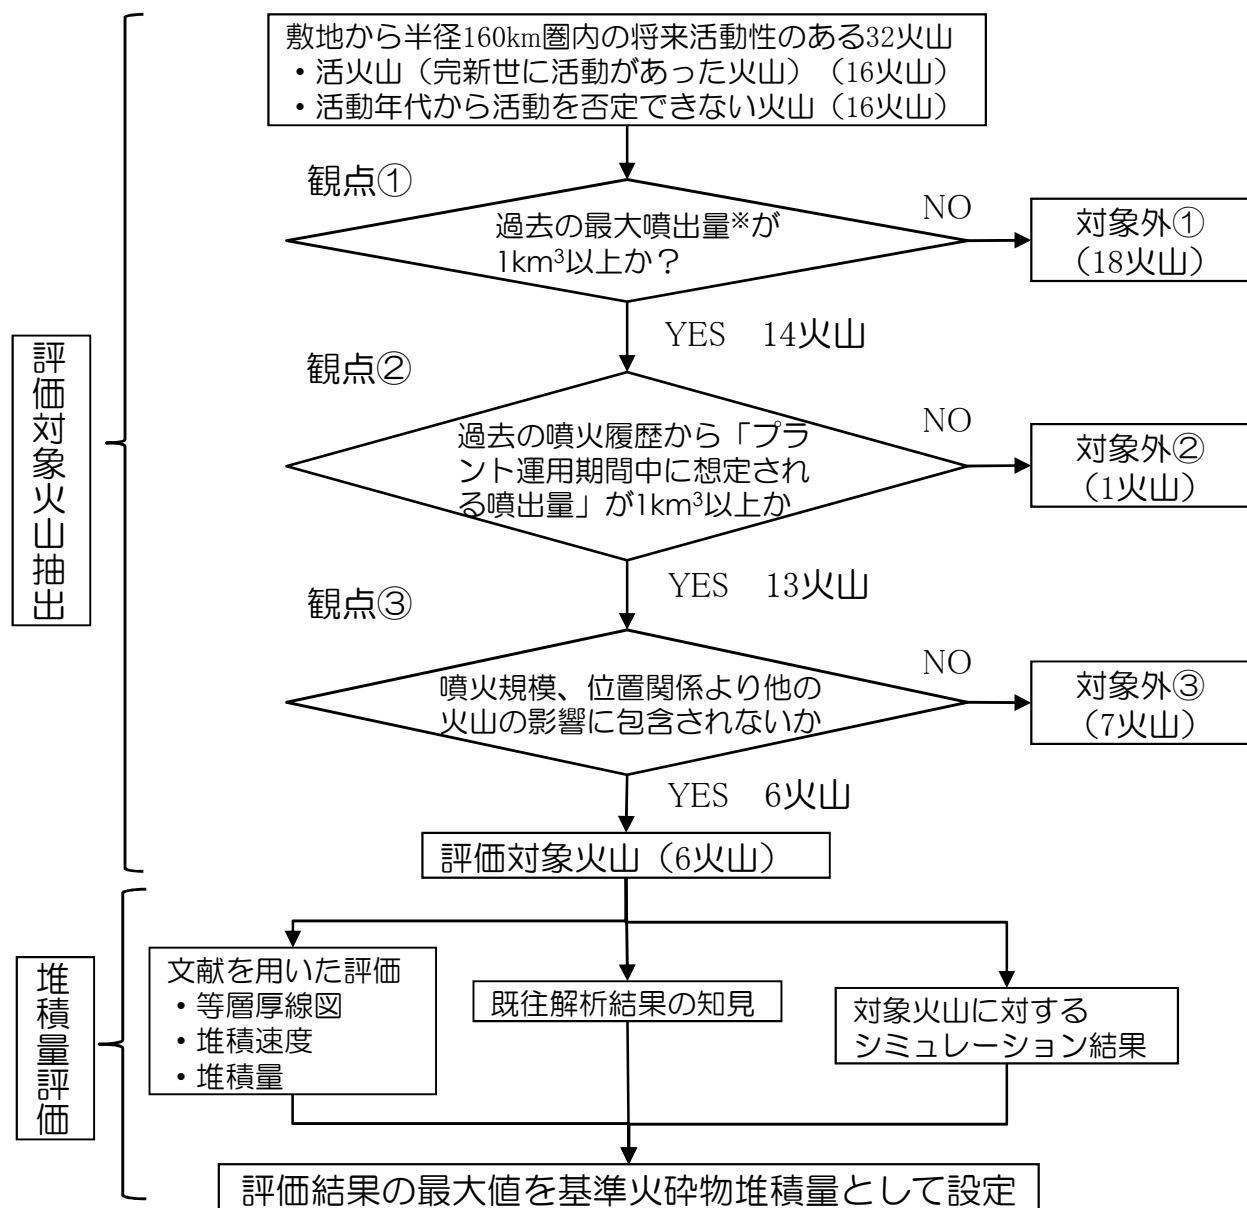 敷地から半径160km圏内の将来活動性のある32火山
・活火山（完新世に活動があった火山）（16火山）
・活動年代から活動を否定できない火山（16火山）
観点①
過去の最大噴出量※が
1km³以上か？
NO
対象外①
（18火山）
YES 14火山
観点②
過去の噴火履歴から「プラ
ント運用期間中に想定され
る噴出量」が1km³以上か
NO
対象外②
（1火山）
YES 13火山
観点③
噴火規模、位置関係より他の
火山の影響に包含されないか
NO
対象外③
（7火山）
YES 6火山
評価対象火山（6火山）
評価対象火山抽出
文献を用いた評価
・等層厚線図
・堆積速度
・堆積量
既往解析結果の知見
対象火山に対する
シミュレーション結果
堆積量評価
評価結果の最大値を基準火砕物堆積量として設定